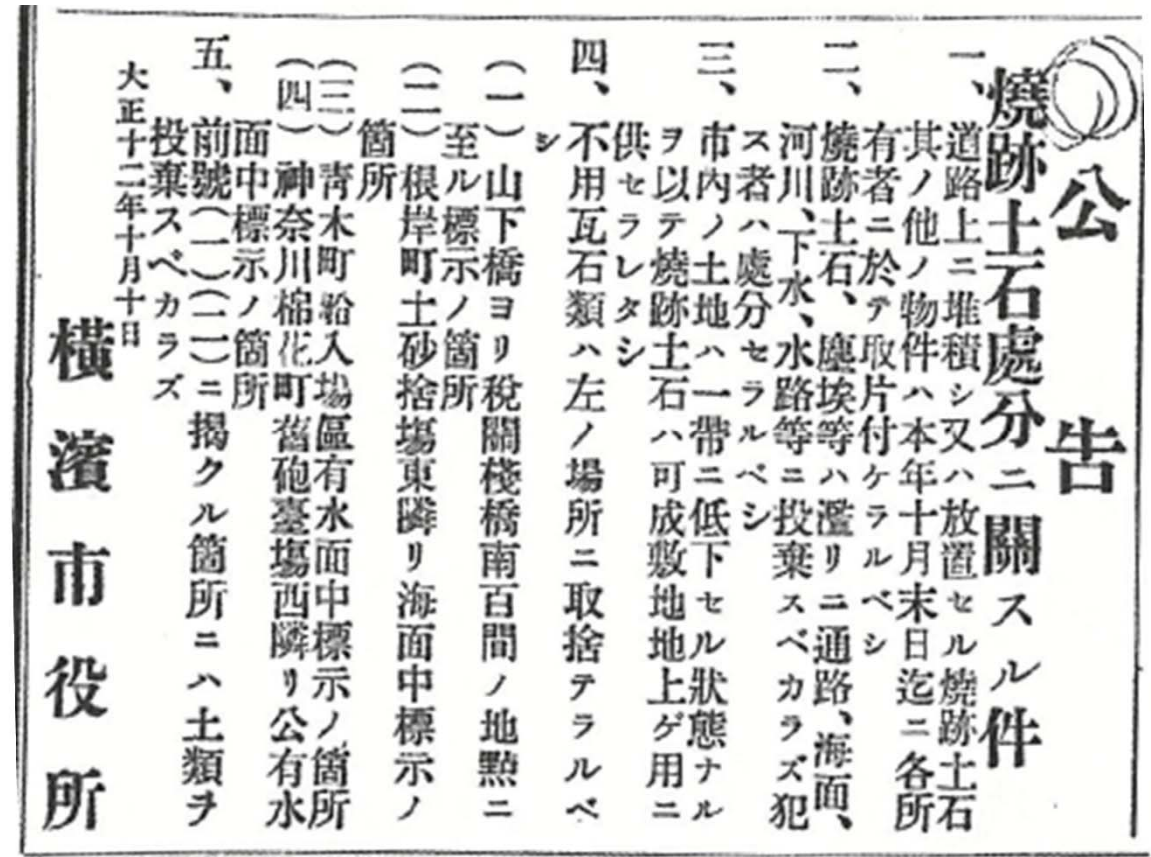 公告
燒跡土石處分ニ關スル件
一、道路上ニ堆積シ又ハ放置セル燒跡土石
其ノ他ノ物件ハ本年十月末日迄ニ各所
有者ニ於テ取片付ケラルベシ
二、燒跡土石、塵埃等ハ濫リニ通路、海面、
河川、下水、水路等ニ投棄スベカラズ犯
ス者ハ處分セラルベシ
三、市內ノ土地ハ一帶ニ低下セル狀態ナル
ヲ以テ燒跡土石ハ可成敷地地上ゲ用ニ
供セラレタシ
四、不用瓦石類ハ左ノ場所ニ取捨テラルベ
シ
(一)山下橋ヨリ稅關棧橋南百間ノ地點ニ
至ル標示ノ箇所
(二)根岸町土砂捨場東隣リ海面中標示ノ
箇所
(三)靑木町船入場區有水面中標示ノ箇所
(四)神奈川棉花町舊砲臺場西隣リ公有水
面中標示ノ箇所
五、前號(一)(二)ニ揭クル箇所ニハ土類ヲ
投棄スベカラズ
大正十二年十月十日
橫濱市役所